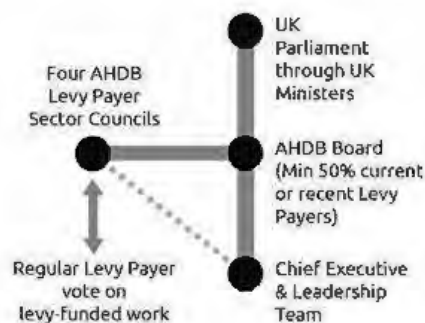 UK
Parliament
through UK
Ministers
Four AHDB
Levy Payer
Sector Councils
AHDB Board
(Min 50% current
or recent Levy
Payers)
Regular Levy Payer
vote on
levy-funded work
Chief Executive
& Leadership
Team